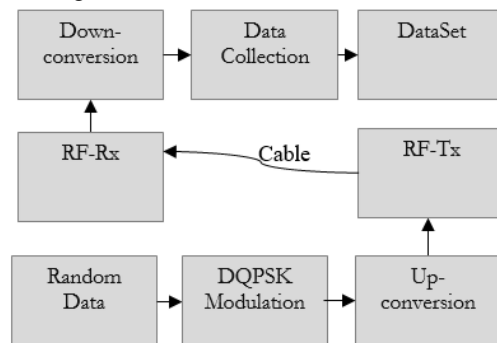 Down-
conversion
Data
Collection
DataSet
RF-Rx
Cable
RF-Tx
Random
Data
DQPSK
Modulation
Up-
conversion